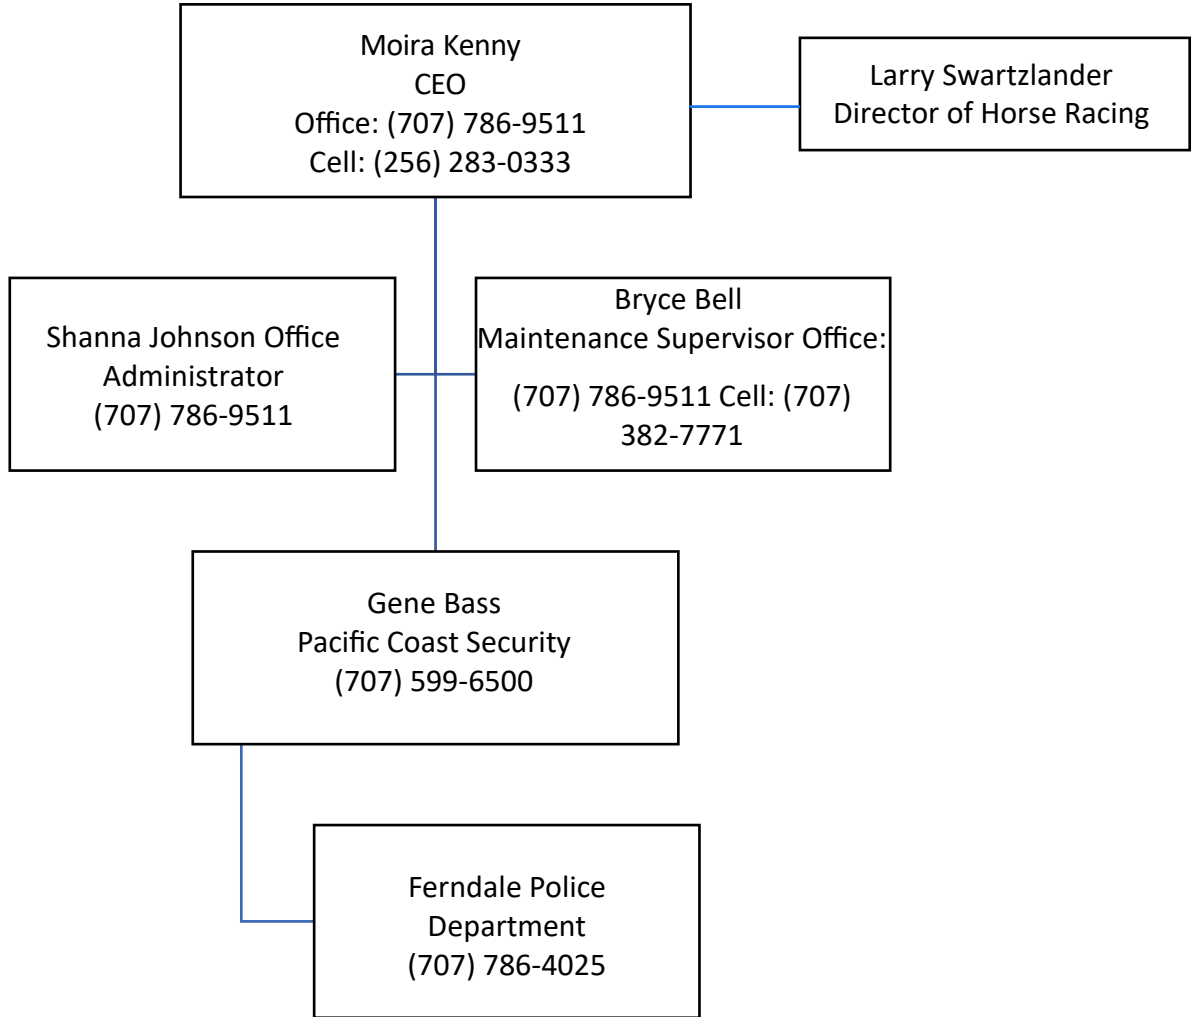 Moira Kenny
CEO
Office: (707) 786-9511
Cell: (256) 283-0333
Larry Swartzlander
Director of Horse Racing
Shanna Johnson Office
Administrator
(707) 786-9511
Bryce Bell
Maintenance Supervisor Office:
(707) 786-9511 Cell: (707)
382-7771
Gene Bass
Pacific Coast Security
(707) 599-6500
Ferndale Police
Department
(707) 786-4025